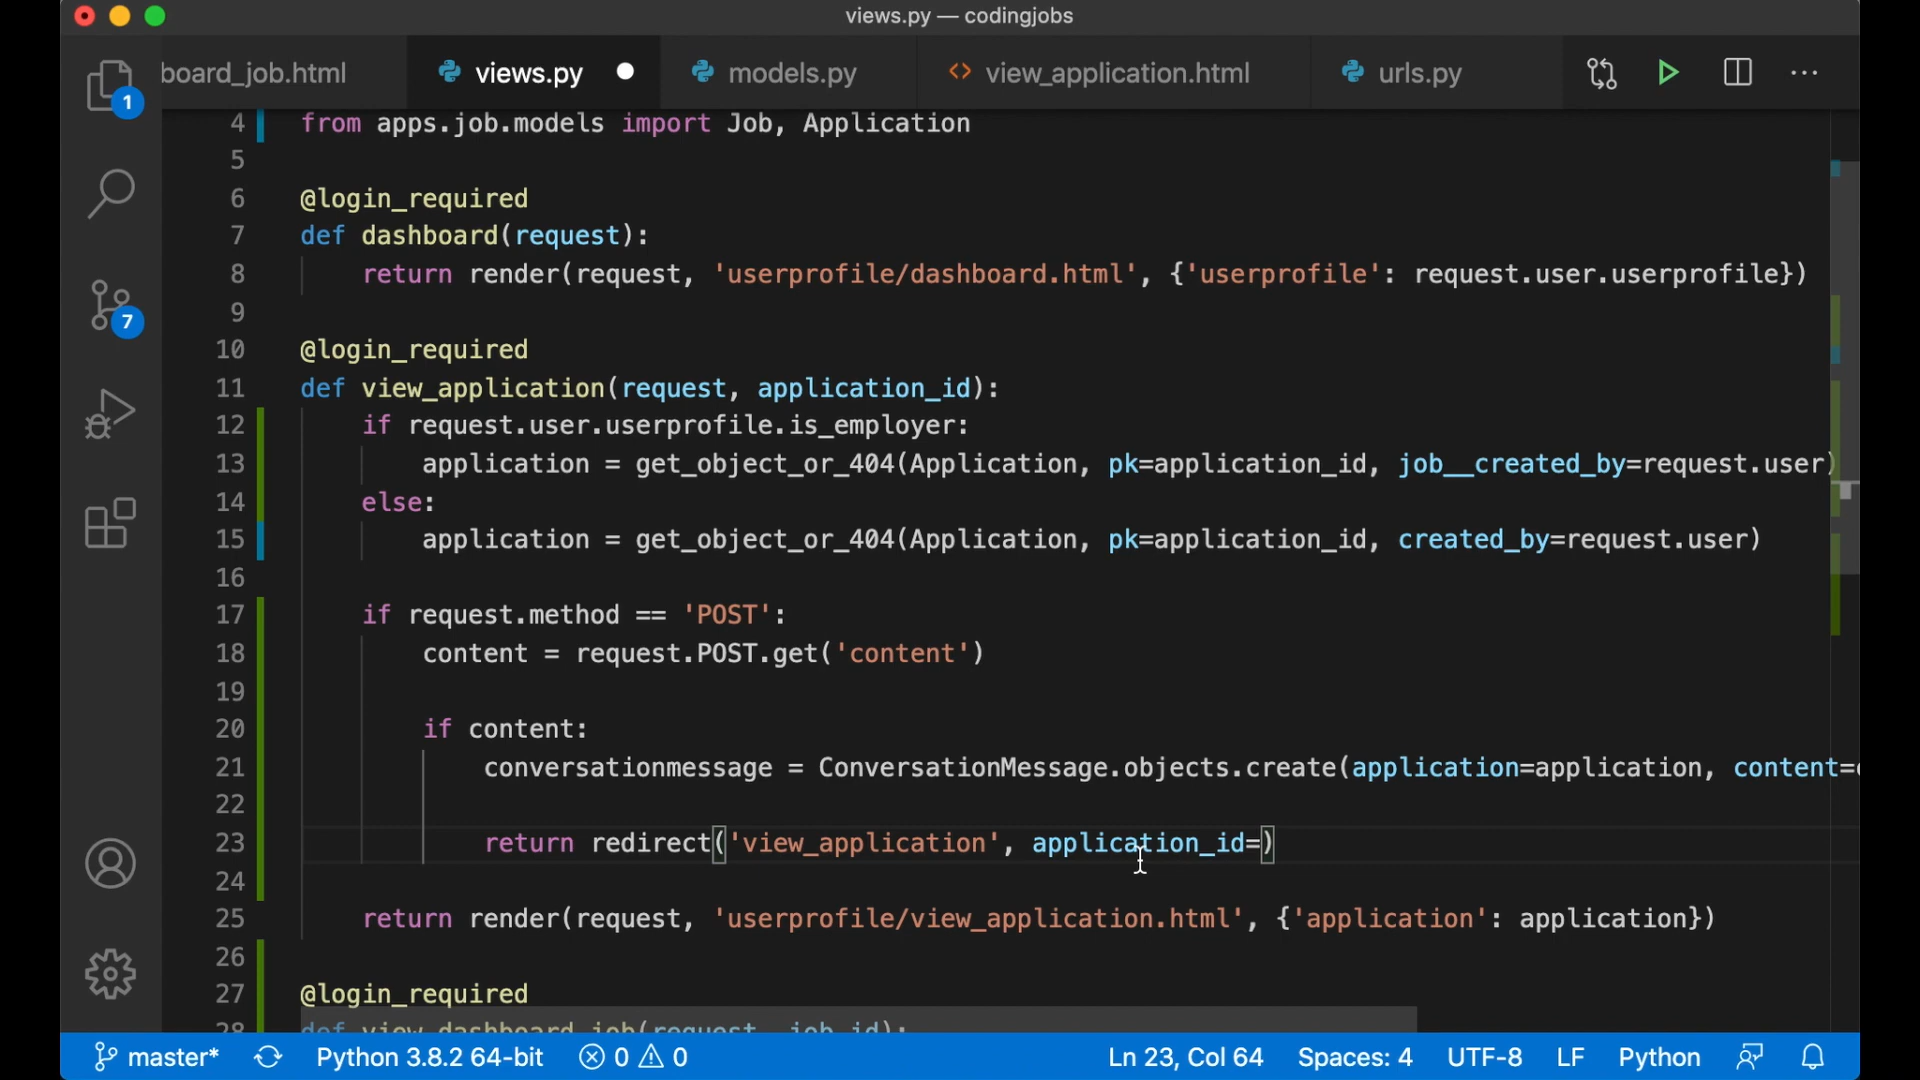 views.py — codingjobs
board_job.html views.py models.py <> view_application.html urls.py
1
7
4 from apps.job.models import Job, Application
5
6 @login_required
7 def dashboard(request):
8 return render(request, 'userprofile/dashboard.html', {'userprofile': request.user.userprofile})
9
10 @login_required
11 def view_application(request, application_id):
12 if request.user.userprofile.is_employer:
13 application = get_object_or_404(Application, pk=application_id, job__created_by=request.user)
14 else:
15 application = get_object_or_404(Application, pk=application_id, created_by=request.user)
16
17 if request.method == 'POST':
18 content = request.POST.get('content')
19
20 if content:
21 conversationmessage = ConversationMessage.objects.create(application=application, content=
22
23 return redirect('view_application', application_id=)
24
25 return render(request, 'userprofile/view_application.html', {'application': application})
26
27 @login_required
28 def view_dashboard_job(request, job_id):
master* Python 3.8.2 64-bit 0 0 Ln 23, Col 64 Spaces: 4 UTF-8 LF Python